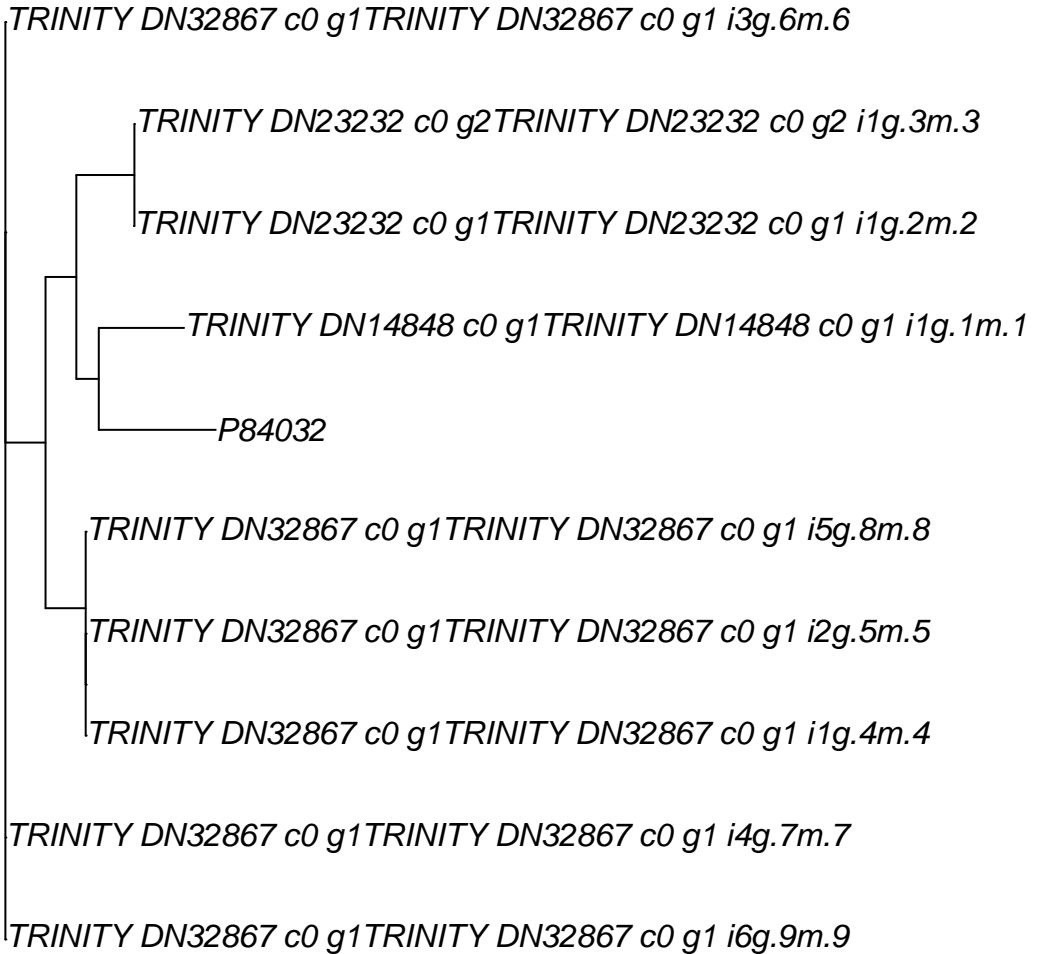 TRINITY DN32867 c0 g1TRINITY DN32867 c0 g1 i3g.6m.6
TRINITY DN23232 c0 g2TRINITY DN23232 c0 g2 i1g.3m.3
TRINITY DN23232 c0 g1TRINITY DN23232 c0 g1 i1g.2m.2
TRINITY DN14848 c0 g1TRINITY DN14848 c0 g1 i1g.1m.1
P84032
TRINITY DN32867 c0 g1TRINITY DN32867 c0 g1 i5g.8m.8
TRINITY DN32867 c0 g1TRINITY DN32867 c0 g1 i2g.5m.5
TRINITY DN32867 c0 g1TRINITY DN32867 c0 g1 i1g.4m.4
TRINITY DN32867 c0 g1TRINITY DN32867 c0 g1 i4g.7m.7
TRINITY DN32867 c0 g1TRINITY DN32867 c0 g1 i6g.9m.9